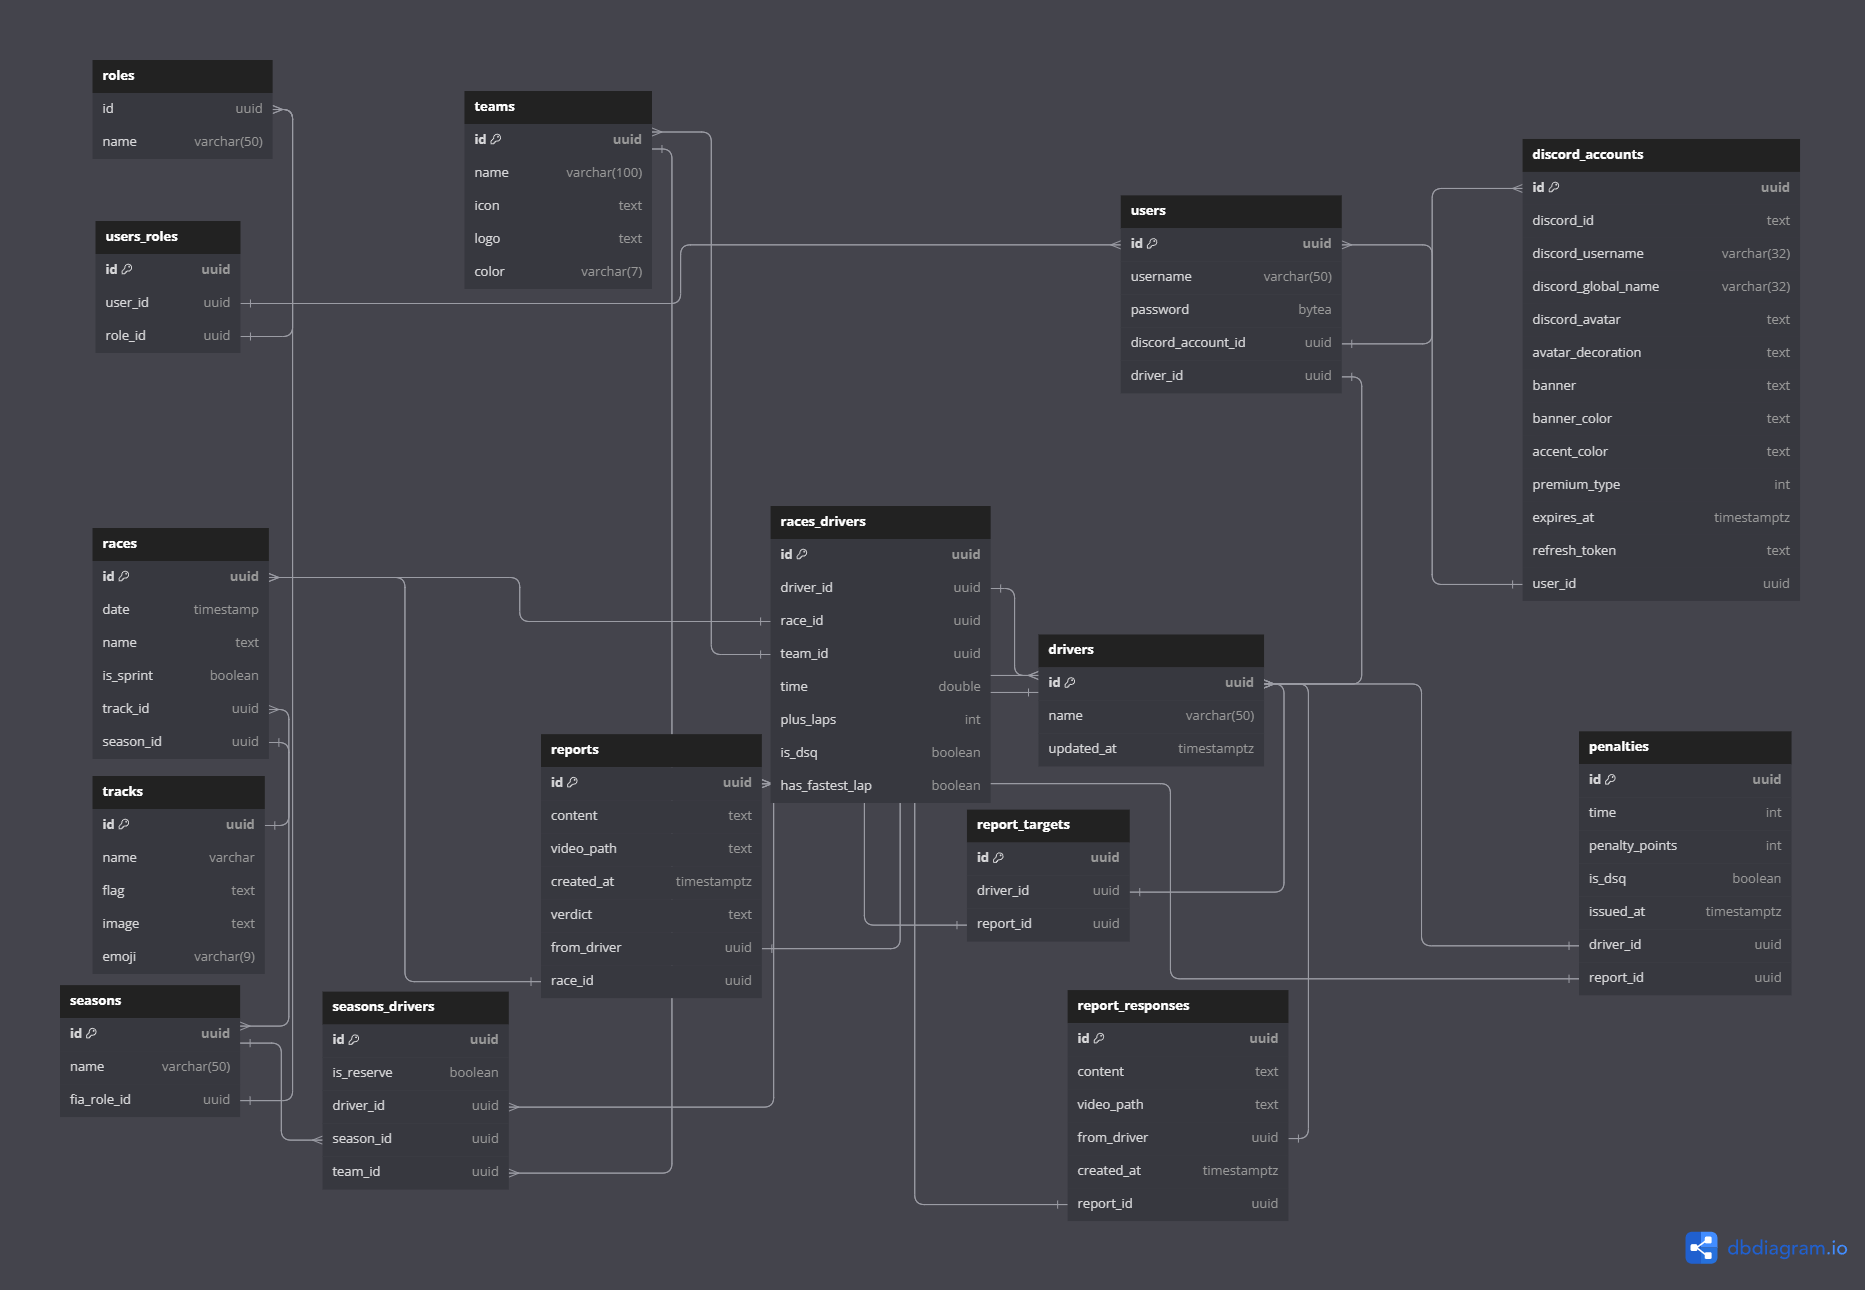 roles
id uuid
name varchar(50)
users_roles
id uuid
user_id uuid
role_id uuid
teams
id uuid
name varchar(100)
icon text
logo text
color varchar(7)
users
id uuid
username varchar(50)
password bytea
discord_account_id uuid
driver_id uuid
discord_accounts
id uuid
discord_id text
discord_username varchar(32)
discord_global_name varchar(32)
discord_avatar text
avatar_decoration text
banner text
banner_color text
accent_color text
premium_type int
expires_at timestamptz
refresh_token text
user_id uuid
races
id uuid
date timestamp
name text
is_sprint boolean
track_id uuid
season_id uuid
tracks
id uuid
name varchar
flag text
image text
emoji varchar(9)
seasons
id uuid
name varchar(50)
fia_role_id uuid
seasons_drivers
id uuid
is_reserve boolean
driver_id uuid
season_id uuid
team_id uuid
reports
id uuid
content text
video_path text
created_at timestamptz
verdict text
from_driver uuid
race_id uuid
races_drivers
id uuid
driver_id uuid
race_id uuid
team_id uuid
time double
plus_laps int
is_dsq boolean
has_fastest_lap boolean
drivers
id uuid
name varchar(50)
updated_at timestamptz
report_targets
id uuid
driver_id uuid
report_id uuid
report_responses
id uuid
content text
video_path text
from_driver uuid
created_at timestamptz
report_id uuid
penalties
id uuid
time int
penalty_points int
is_dsq boolean
issued_at timestamptz
driver_id uuid
report_id uuid
dbdiagram.io